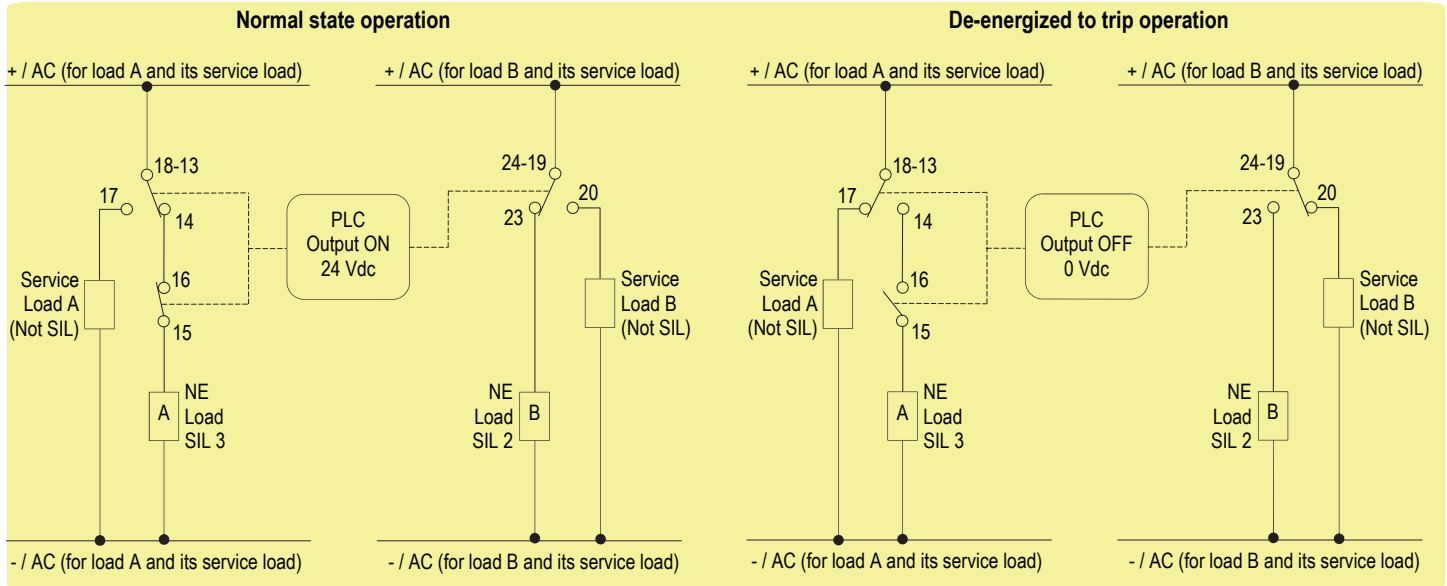 Normal state operation
+ / AC (for load A and its service load)
+ / AC (for load B and its service load)
18-13
17
14
16
15
Service
Load A
(Not SIL)
A
NE
Load
SIL 3
PLC
Output ON
24 Vdc
24-19
23
20
Service
Load B
(Not SIL)
NE
Load
SIL 2
B
- / AC (for load A and its service load)
- / AC (for load B and its service load)
De-energized to trip operation
+ / AC (for load A and its service load)
+ / AC (for load B and its service load)
18-13
17
14
16
15
Service
Load A
(Not SIL)
A
NE
Load
SIL 3
PLC
Output OFF
0 Vdc
24-19
23
20
Service
Load B
(Not SIL)
NE
Load
SIL 2
B
- / AC (for load A and its service load)
- / AC (for load B and its service load)